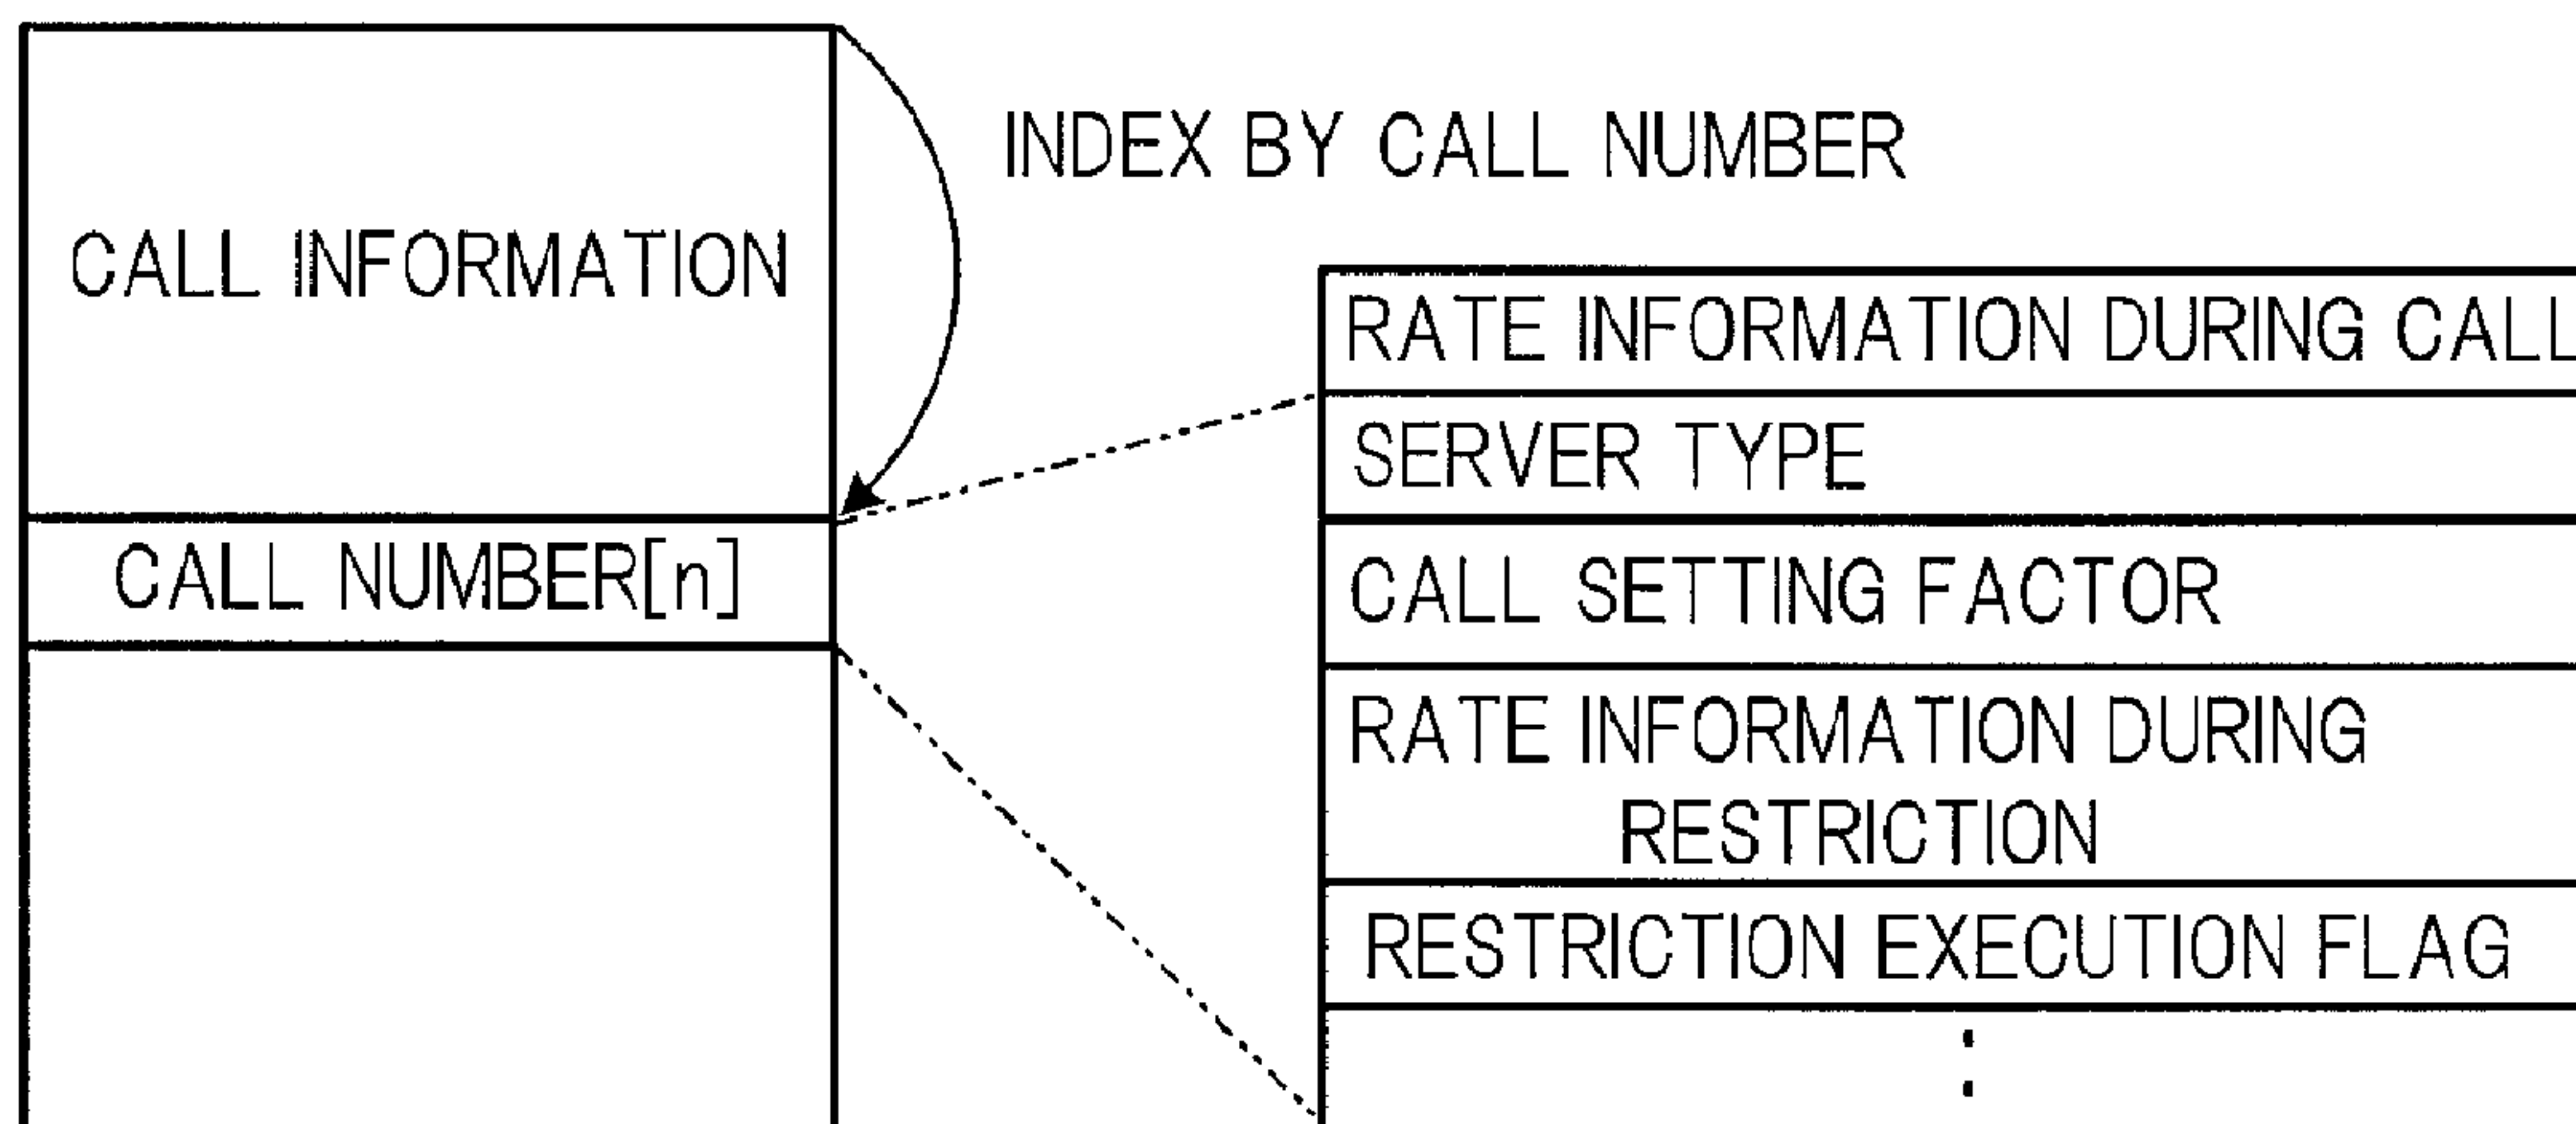 INDEX BY CALL NUMBER
CALL INFORMATION
CALL NUMBER[n]
RATE INFORMATION DURING CALL
SERVER TYPE
CALL SETTING FACTOR
RATE INFORMATION DURING
RESTRICTION
RESTRICTION EXECUTION FLAG